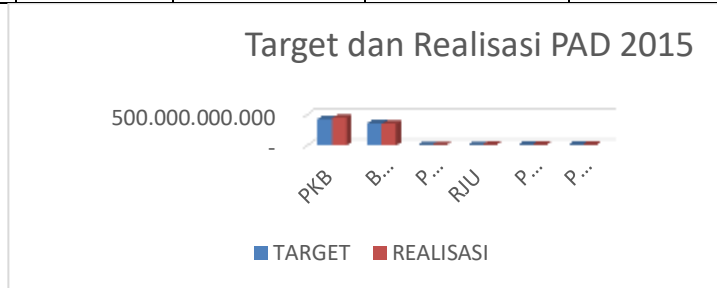 Target dan Realisasi PAD 2015
500.000.000.000
-
PKB
B...
P...
RJU
P...
P...
TARGET
REALISASI